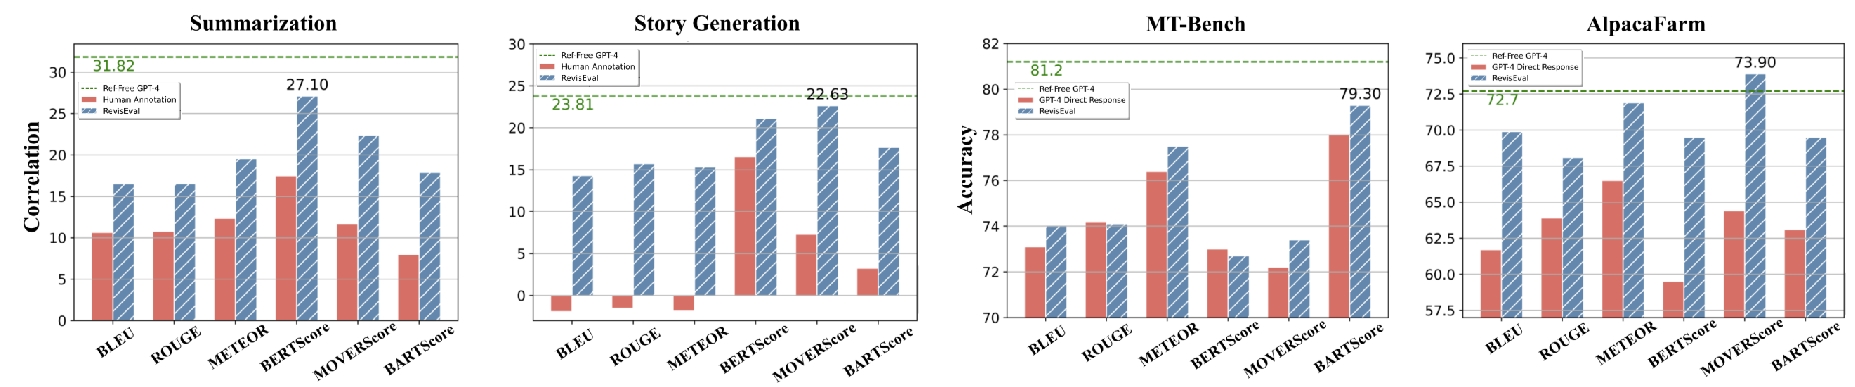 Summarization
Correlation
30
25
20
15
10
5
0
31.82
Ref-Free GPT-4
Human Annotation
RevisEval
27.10
BLEU
ROUGE
METEOR
BERTScore
MOVERScore
BARTScore
Story Generation
30
25
20
15
10
5
0
Ref-Free GPT-4
Human Annotation
RevisEval
23.81
22.63
BLEU
ROUGE
METEOR
BERTScore
MOVERScore
BARTScore
MT-Bench
Accuracy
82
80
78
76
74
72
70
81.2
Ref-Free GPT-4
GPT-4 Direct Response
RevisEval
79.30
BLEU
ROUGE
METEOR
BERTScore
MOVERScore
BARTScore
AlpacaFarm
75.0
72.5
70.0
67.5
65.0
62.5
60.0
57.5
Ref-Free GPT-4
GPT-4 Direct Response
RevisEval
73.90
72.7
BLEU
ROUGE
METEOR
BERTScore
MOVERScore
BARTScore